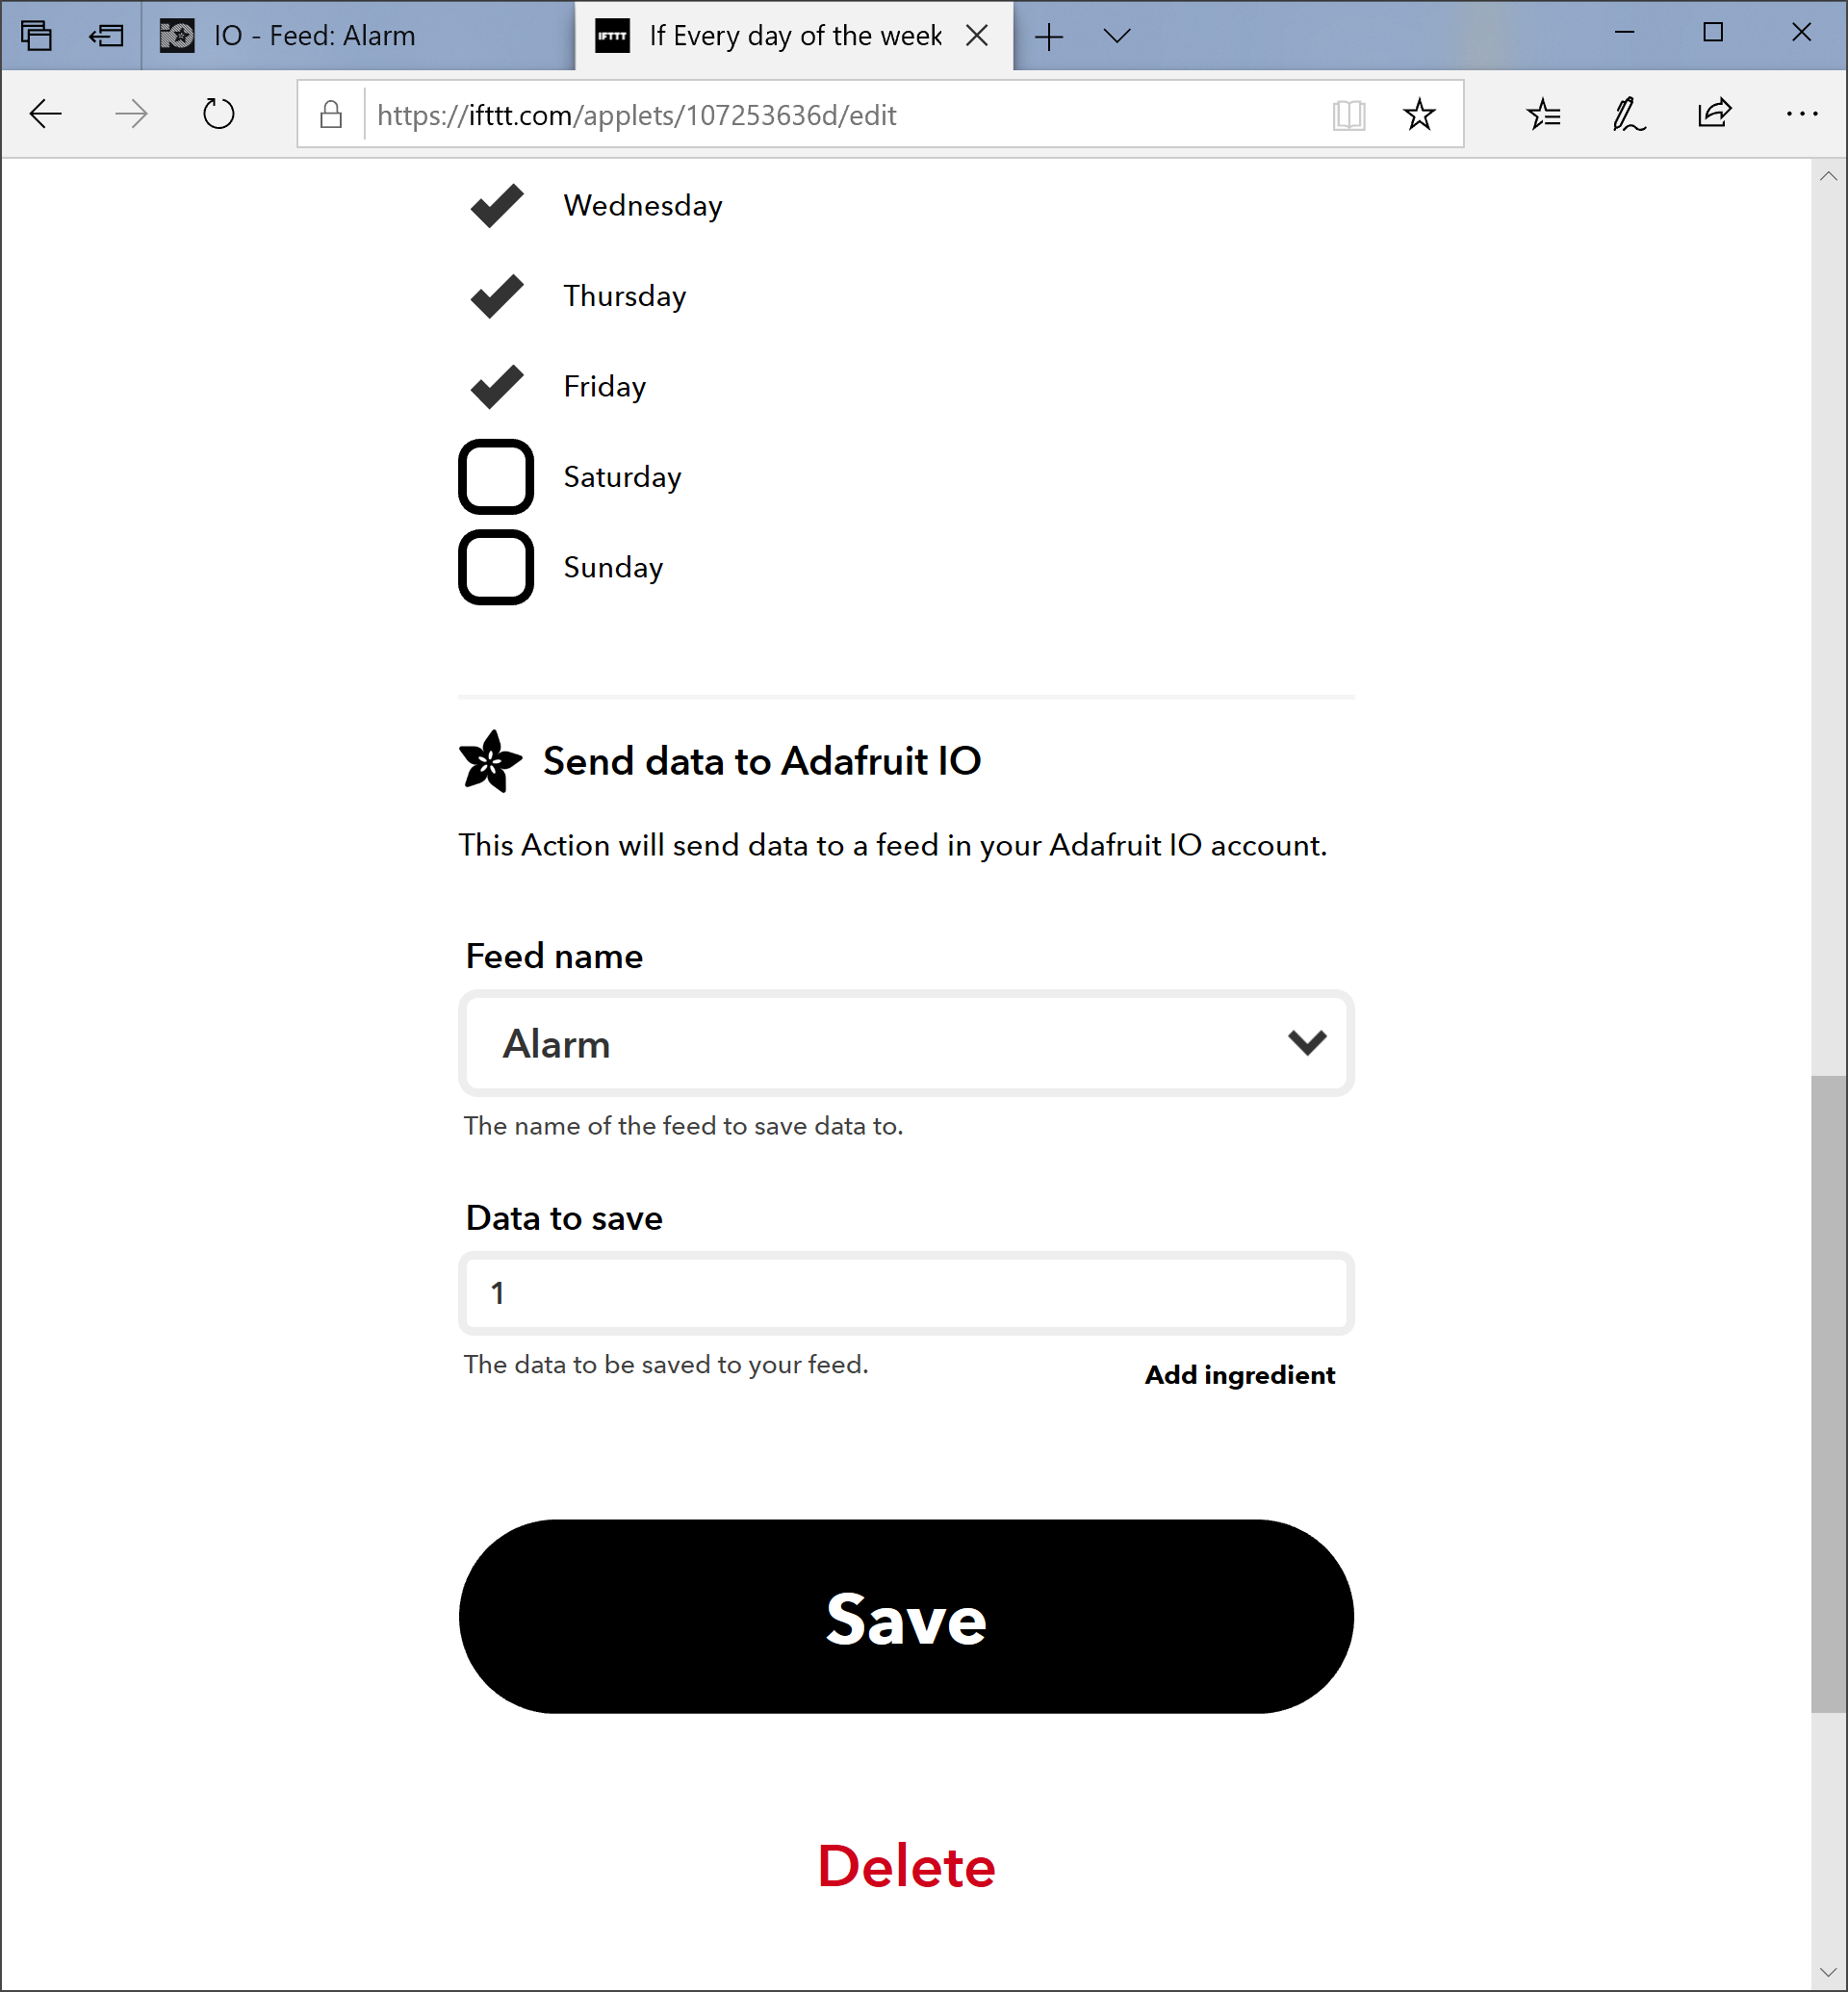 IO - Feed: Alarm
IFTTT
If Every day of the week
https://ifttt.com/applets/107253636d/edit
Wednesday
Thursday
Friday
Saturday
Sunday
Send data to Adafruit IO
This Action will send data to a feed in your Adafruit IO account.
Feed name
Alarm
The name of the feed to save data to.
Data to save
1
The data to be saved to your feed.
Add ingredient
Save
Delete